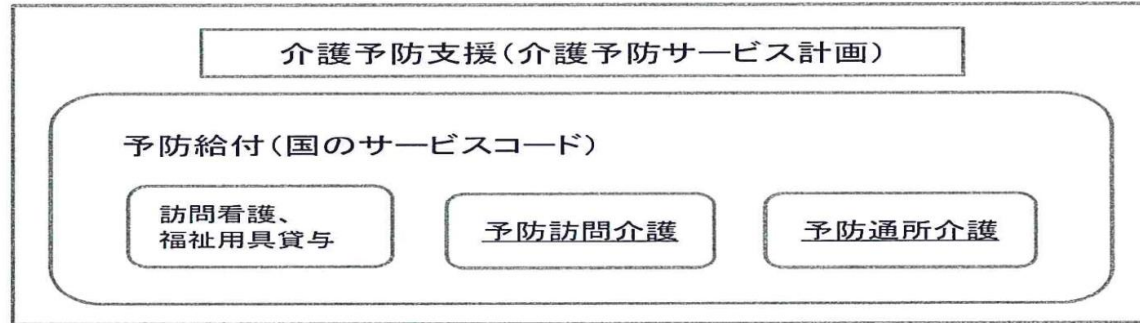 介護予防支援(介護予防サービス計画)
予防給付(国のサービスコード)
訪問看護、
福祉用具貸与
予防訪問介護
予防通所介護